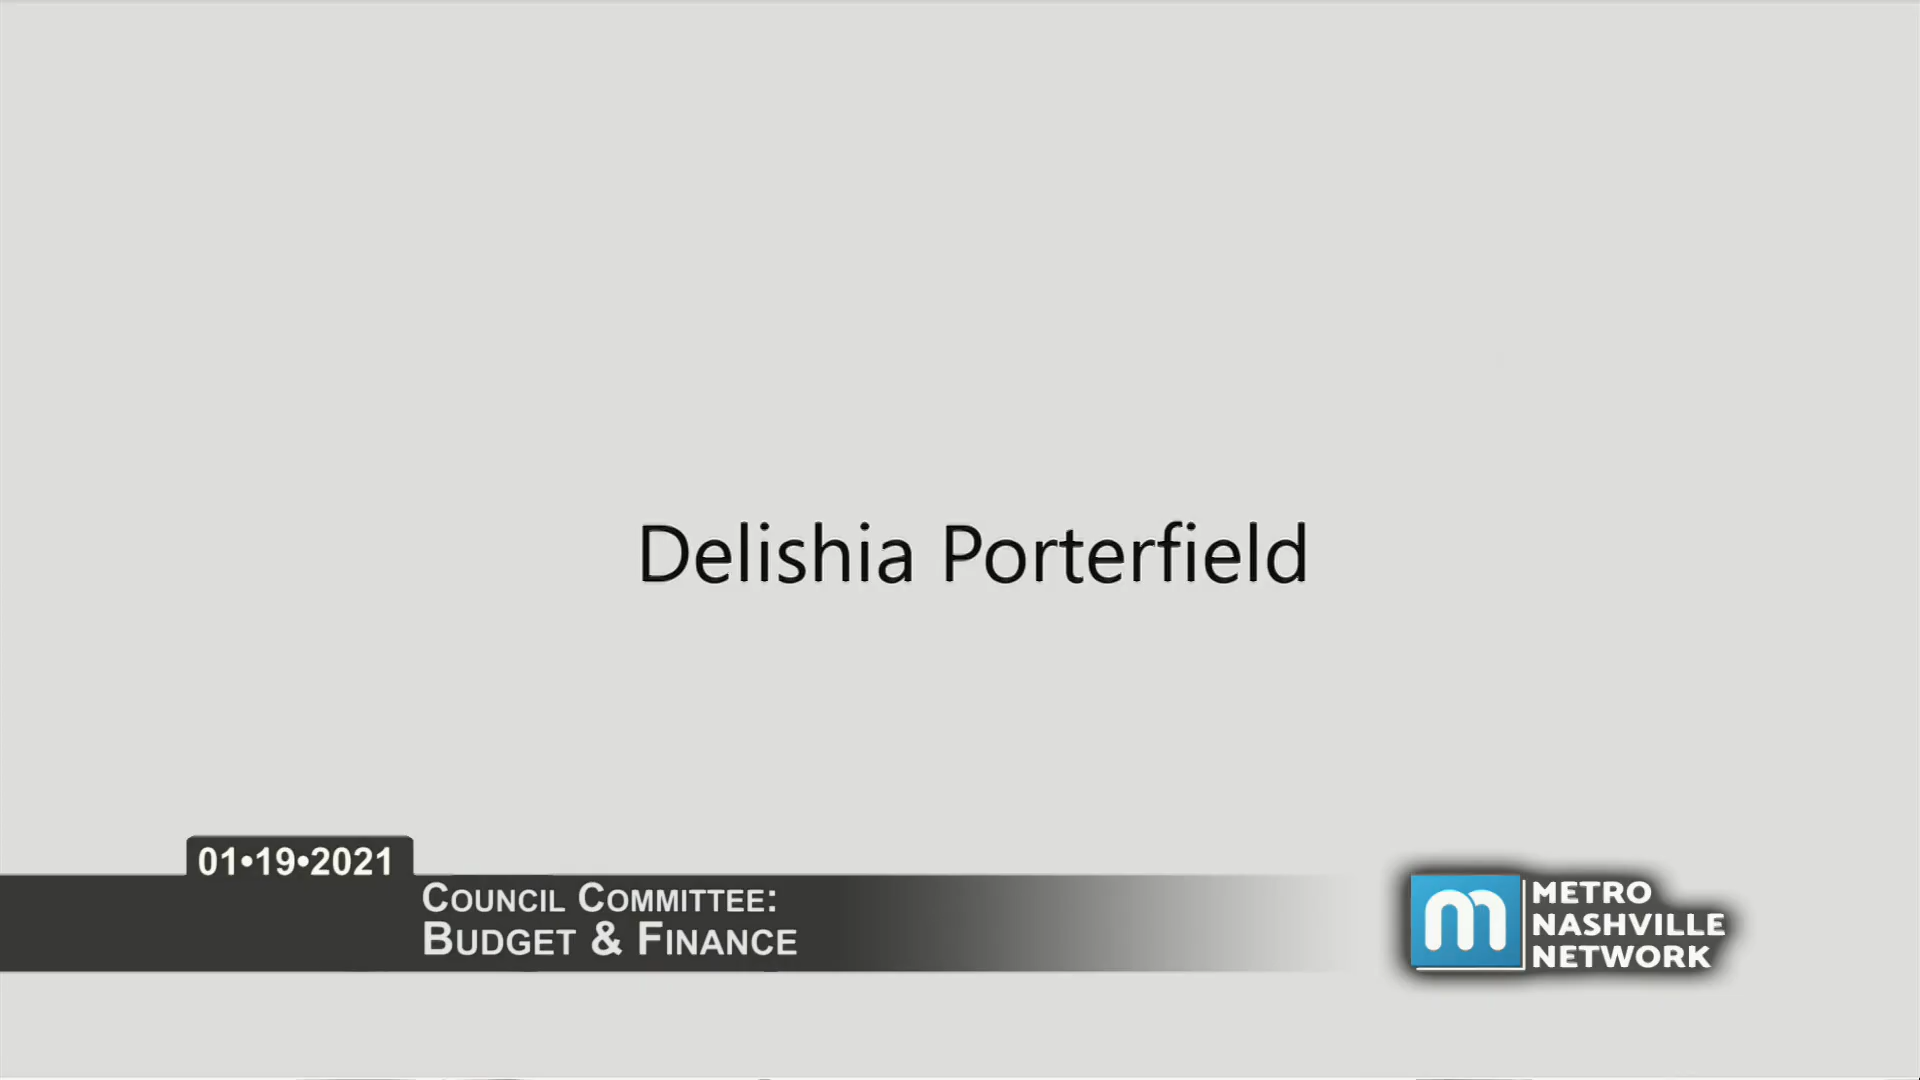 Delishia Porterfield
01•19•2021
COUNCIL COMMITTEE:
BUDGET & FINANCE
m
METRO
NASHVILLE
NETWORK